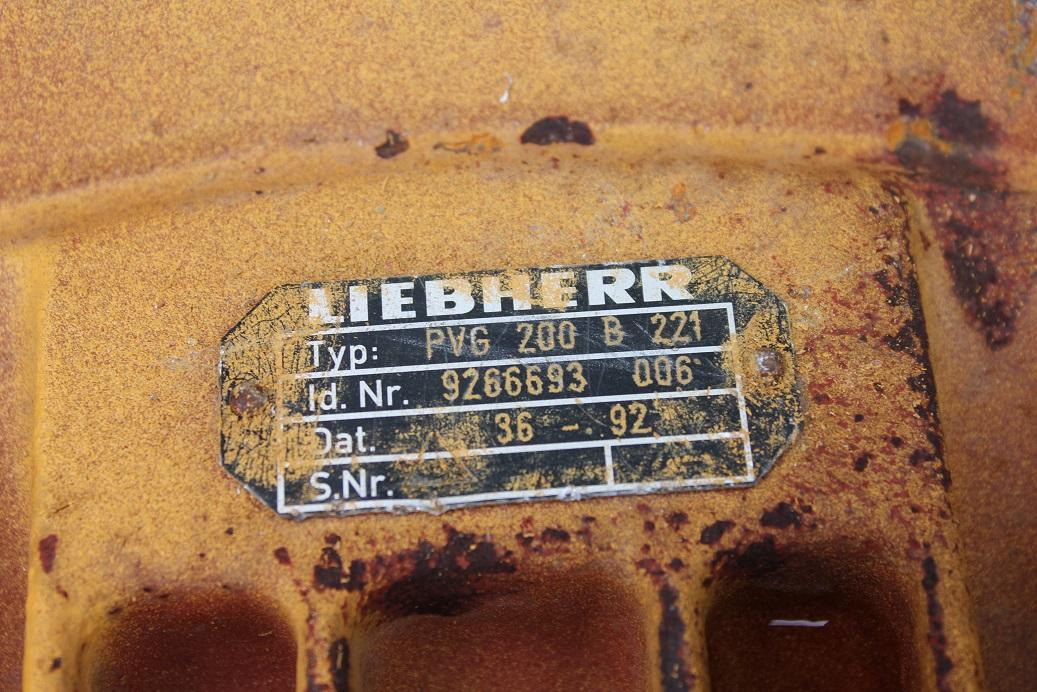 LIEBHERR
Typ: PVG 200 B 221
Id. Nr. 9266693 006
Dat. 36 - 92
S.Nr.